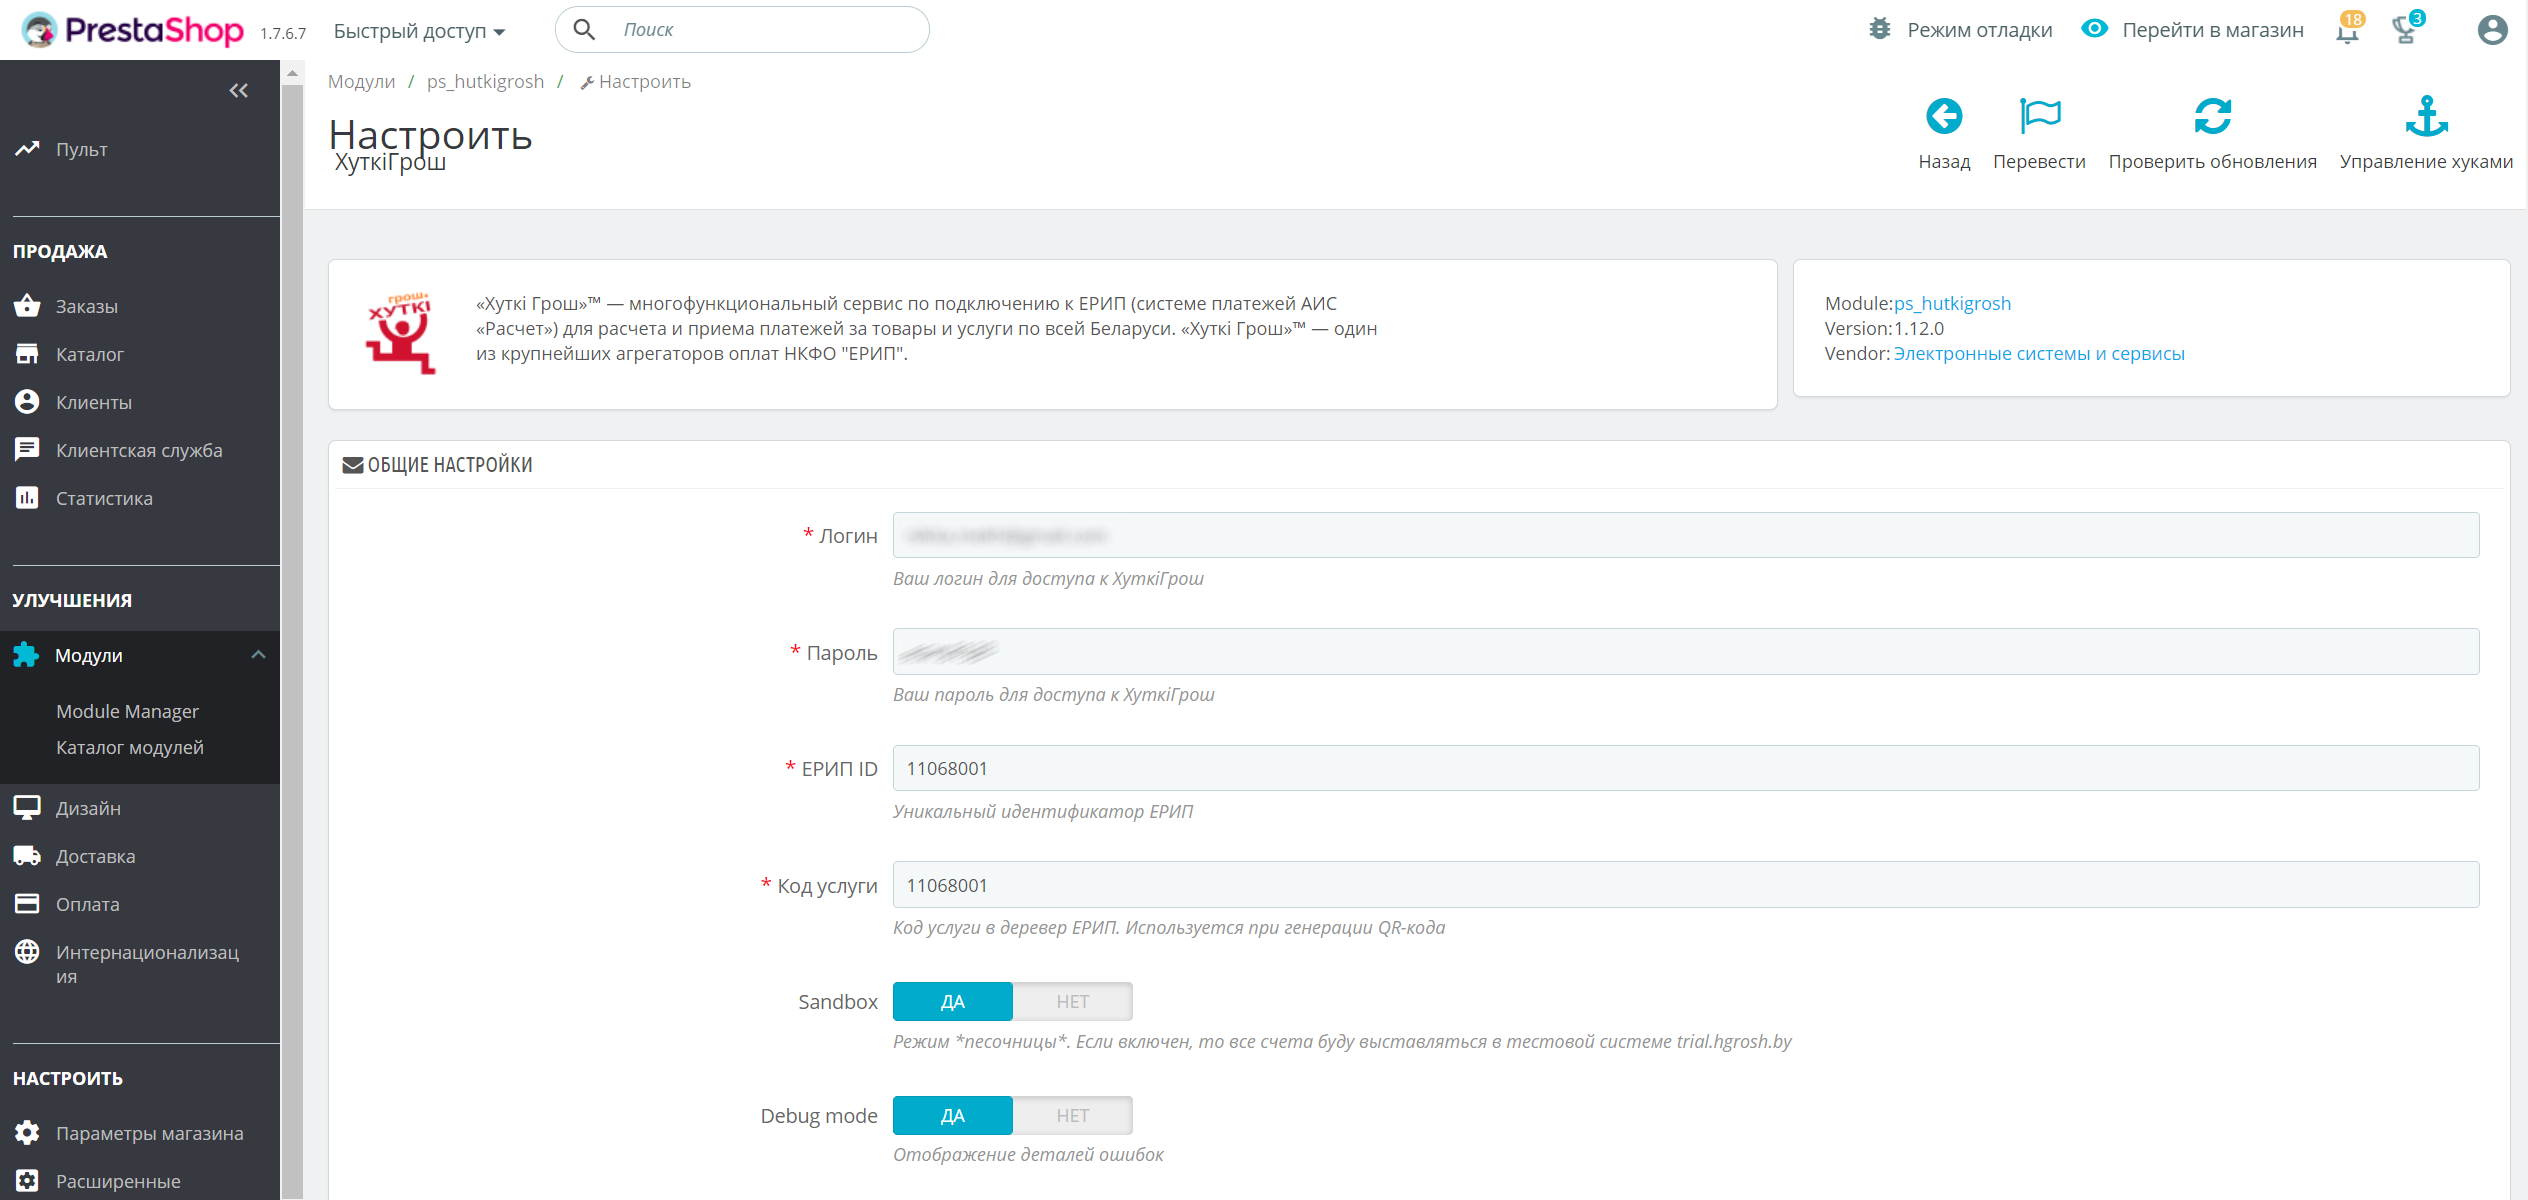 PrestaShop 1.7.6.7 Быстрый доступ Поиск Режим отладки Перейти в магазин 18 3
Модули / ps_hutkigrosh / Настроить
Настроить
ХуткiГрош
Назад Перевести Проверить обновления Управление хуками
Пульт
ПРОДАЖА
Заказы
Каталог
Клиенты
Клиентская служба
Статистика
УЛУЧШЕНИЯ
Модули
Module Manager
Каталог модулей
Дизайн
Доставка
Оплата
Интернационализац
ия
НАСТРОИТЬ
Параметры магазина
Расширенные
грош™
ХУТКI
«Хуткi Грош»™ — многофункциональный сервис по подключению к ЕРИП (системе платежей АИС
«Расчет») для расчета и приема платежей за товары и услуги по всей Беларуси. «Хуткi Грош»™ — один
из крупнейших агрегаторов оплат НКФО "ЕРИП".
Module:ps_hutkigrosh
Version:1.12.0
Vendor: Электронные системы и сервисы
ОБЩИЕ НАСТРОЙКИ
* Логин
Ваш логин для доступа к ХуткiГрош
* Пароль
Ваш пароль для доступа к ХуткiГрош
* ЕРИП ID 11068001
Уникальный идентификатор ЕРИП
* Код услуги 11068001
Код услуги в деревер ЕРИП. Используется при генерации QR-кода
Sandbox ДА НЕТ
Режим *песочницы*. Если включен, то все счета буду выставляться в тестовой системе trial.hgrosh.by
Debug mode ДА НЕТ
Отображение деталей ошибок